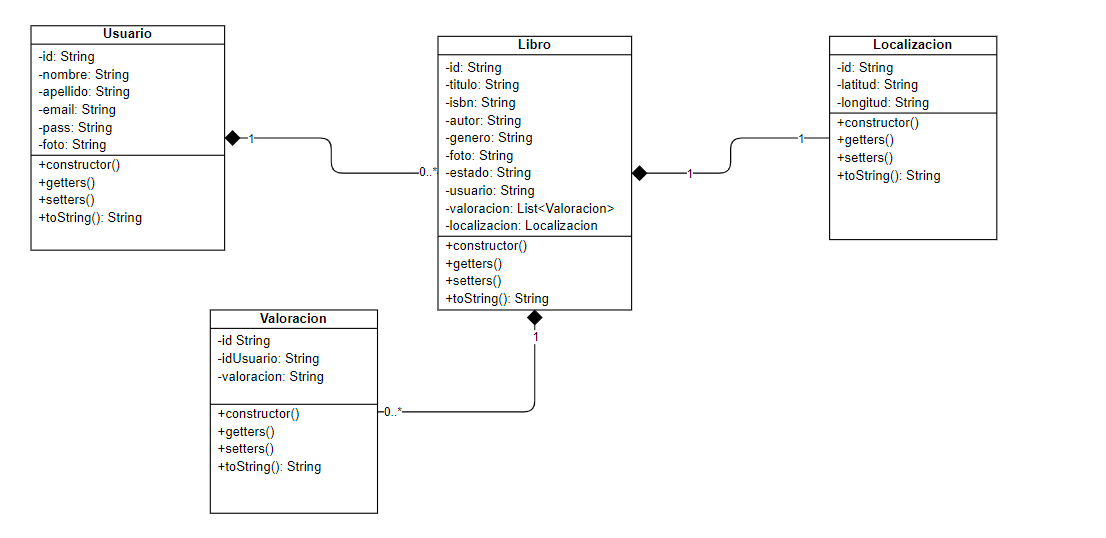 Usuario
-id: String
-nombre: String
-apellido: String
-email: String
-pass: String
-foto: String
+constructor()
+getters()
+setters()
+toString(): String
1
0..*
Libro
-id: String
-titulo: String
-isbn: String
-autor: String
-genero: String
-foto: String
-estado: String
-usuario: String
-valoracion: List<Valoracion>
-localizacion: Localizacion
+constructor()
+getters()
+setters()
+toString(): String
1
1
Localizacion
-id: String
-latitud: String
-longitud: String
+constructor()
+getters()
+setters()
+toString(): String
1
0..*
Valoracion
-id String
-idUsuario: String
-valoracion: String
+constructor()
+getters()
+setters()
+toString(): String